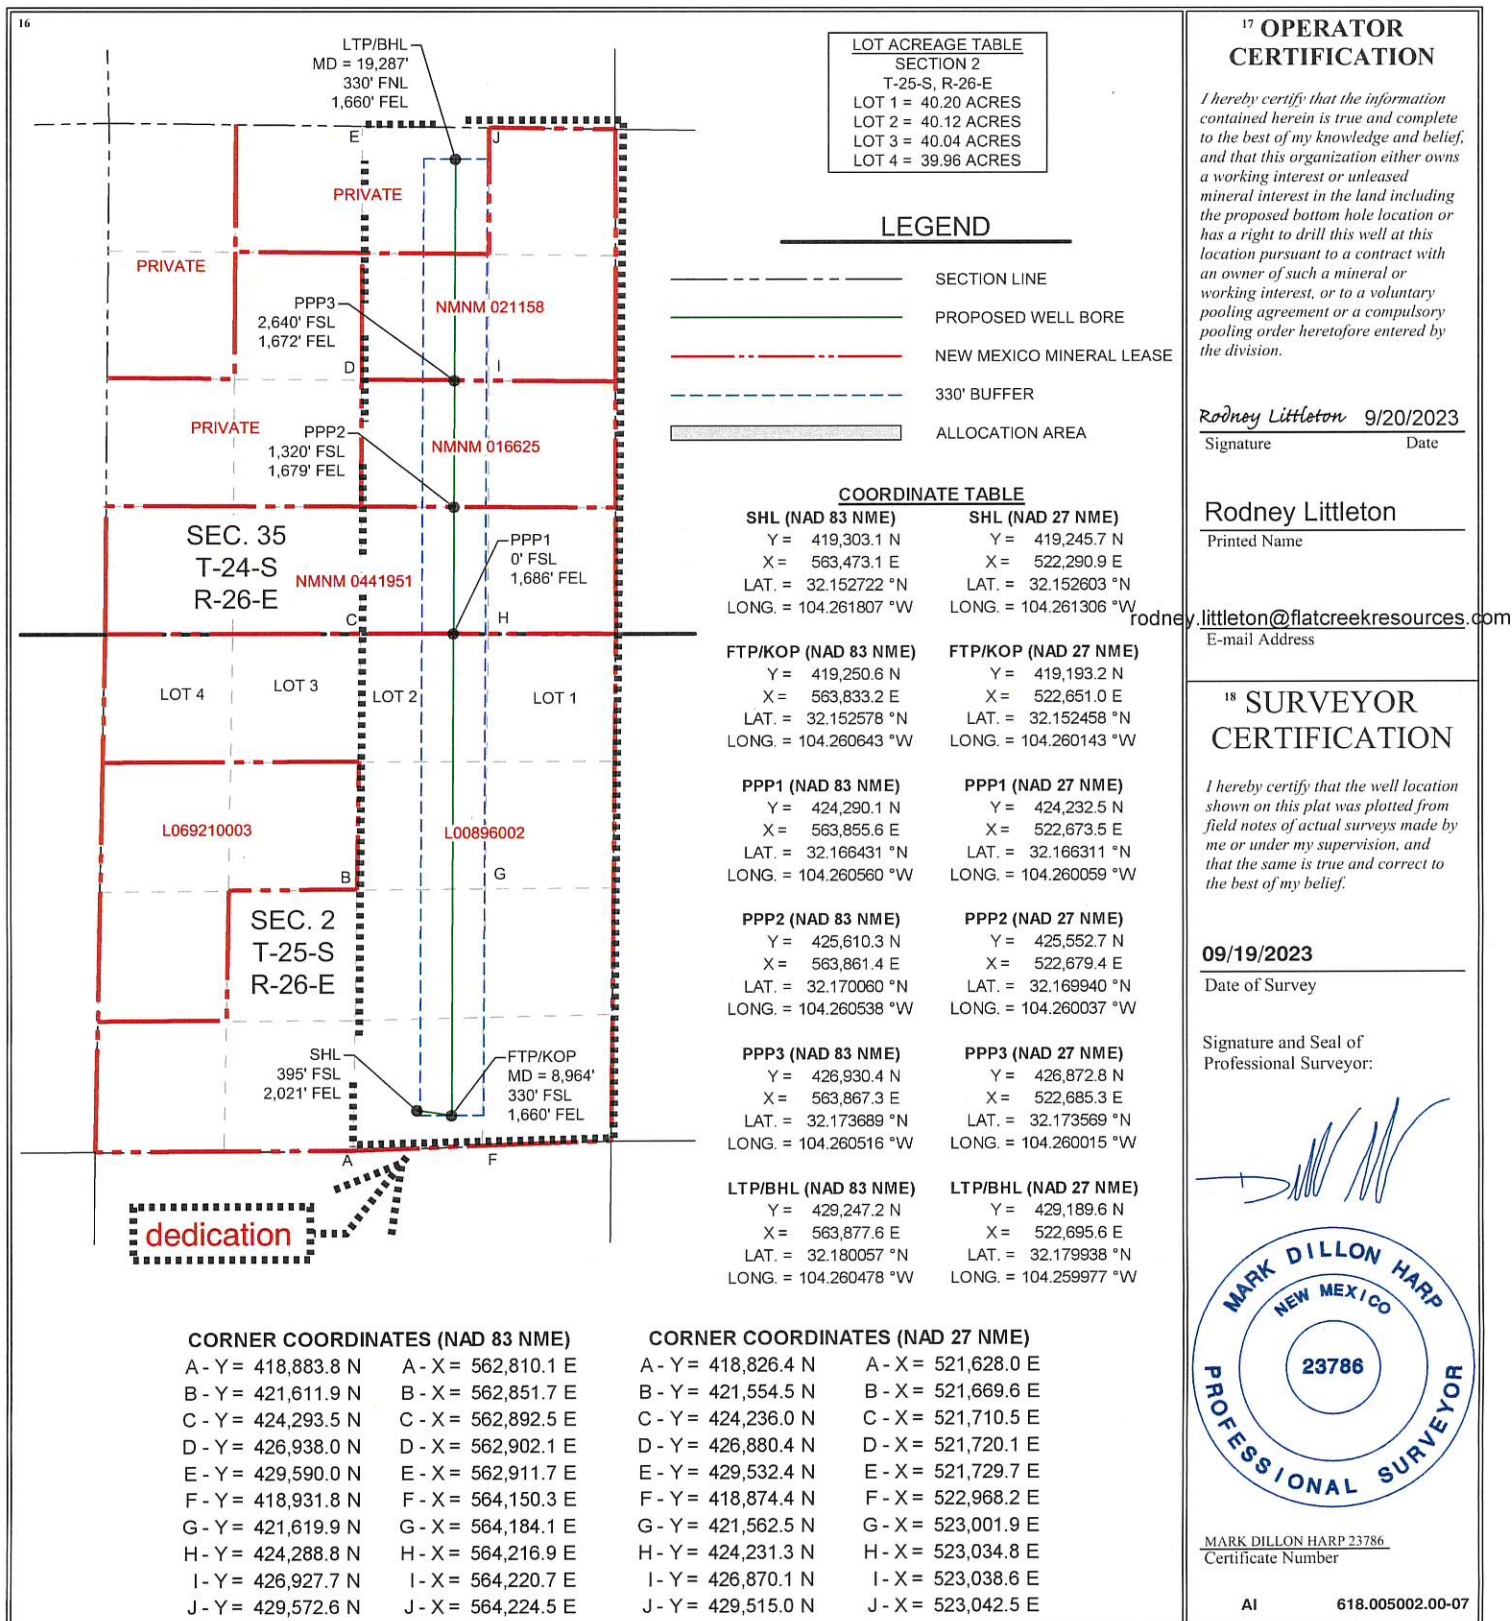 16
LTP/BHL
MD = 19,287'
330' FNL
1,660' FEL
E
J
PRIVATE
PRIVATE
NMNM 021158
PPP3
2,640' FSL
1,672' FEL
D
I
PRIVATE
PPP2
1,320' FSL
1,679' FEL
NMNM 016625
SEC. 35
T-24-S
R-26-E
NMNM 0441951
PPP1
0' FSL
1,686' FEL
C
H
LOT 4
LOT 3
LOT 2
LOT 1
L069210003
L00896002
B
G
SEC. 2
T-25-S
R-26-E
SHL
395' FSL
2,021' FEL
FTP/KOP
MD = 8,964'
330' FSL
1,660' FEL
A
F
dedication
LOT ACREAGE TABLE
SECTION 2
T-25-S, R-26-E
LOT 1 = 40.20 ACRES
LOT 2 = 40.12 ACRES
LOT 3 = 40.04 ACRES
LOT 4 = 39.96 ACRES
LEGEND
SECTION LINE
PROPOSED WELL BORE
NEW MEXICO MINERAL LEASE
330' BUFFER
ALLOCATION AREA
COORDINATE TABLE
SHL (NAD 83 NME) SHL (NAD 27 NME)
Y = 419,303.1 N Y = 419,245.7 N
X = 563,473.1 E X = 522,290.9 E
LAT. = 32.152722 °N LAT. = 32.152603 °N
LONG. = 104.261807 °W LONG. = 104.261306 °W
FTP/KOP (NAD 83 NME) FTP/KOP (NAD 27 NME)
Y = 419,250.6 N Y = 419,193.2 N
X = 563,833.2 E X = 522,651.0 E
LAT. = 32.152578 °N LAT. = 32.152458 °N
LONG. = 104.260643 °W LONG. = 104.260143 °W
PPP1 (NAD 83 NME) PPP1 (NAD 27 NME)
Y = 424,290.1 N Y = 424,232.5 N
X = 563,855.6 E X = 522,673.5 E
LAT. = 32.166431 °N LAT. = 32.166311 °N
LONG. = 104.260560 °W LONG. = 104.260059 °W
PPP2 (NAD 83 NME) PPP2 (NAD 27 NME)
Y = 425,610.3 N Y = 425,552.7 N
X = 563,861.4 E X = 522,679.4 E
LAT. = 32.170060 °N LAT. = 32.169940 °N
LONG. = 104.260538 °W LONG. = 104.260037 °W
PPP3 (NAD 83 NME) PPP3 (NAD 27 NME)
Y = 426,930.4 N Y = 426,872.8 N
X = 563,867.3 E X = 522,685.3 E
LAT. = 32.173689 °N LAT. = 32.173569 °N
LONG. = 104.260516 °W LONG. = 104.260015 °W
LTP/BHL (NAD 83 NME) LTP/BHL (NAD 27 NME)
Y = 429,247.2 N Y = 429,189.6 N
X = 563,877.6 E X = 522,695.6 E
LAT. = 32.180057 °N LAT. = 32.179938 °N
LONG. = 104.260478 °W LONG. = 104.259977 °W
CORNER COORDINATES (NAD 83 NME) CORNER COORDINATES (NAD 27 NME)
A - Y = 418,883.8 N A - X = 562,810.1 E A - Y = 418,826.4 N A - X = 521,628.0 E
B - Y = 421,611.9 N B - X = 562,851.7 E B - Y = 421,554.5 N B - X = 521,669.6 E
C - Y = 424,293.5 N C - X = 562,892.5 E C - Y = 424,236.0 N C - X = 521,710.5 E
D - Y = 426,938.0 N D - X = 562,902.1 E D - Y = 426,880.4 N D - X = 521,720.1 E
E - Y = 429,590.0 N E - X = 562,911.7 E E - Y = 429,532.4 N E - X = 521,729.7 E
F - Y = 418,931.8 N F - X = 564,150.3 E F - Y = 418,874.4 N F - X = 522,968.2 E
G - Y = 421,619.9 N G - X = 564,184.1 E G - Y = 421,562.5 N G - X = 523,001.9 E
H - Y = 424,288.8 N H - X = 564,216.9 E H - Y = 424,231.3 N H - X = 523,034.8 E
I - Y = 426,927.7 N I - X = 564,220.7 E I - Y = 426,870.1 N I - X = 523,038.6 E
J - Y = 429,572.6 N J - X = 564,224.5 E J - Y = 429,515.0 N J - X = 523,042.5 E
17 OPERATOR
CERTIFICATION
I hereby certify that the information
contained herein is true and complete
to the best of my knowledge and belief,
and that this organization either owns
a working interest or unleased
mineral interest in the land including
the proposed bottom hole location or
has a right to drill this well at this
location pursuant to a contract with
an owner of such a mineral or
working interest, or to a voluntary
pooling agreement or a compulsory
pooling order heretofore entered by
the division.
Rodney Littleton 9/20/2023
Signature Date
Rodney Littleton
Printed Name
rodney.littleton@flatcreekresources.com
E-mail Address
18 SURVEYOR
CERTIFICATION
I hereby certify that the well location
shown on this plat was plotted from
field notes of actual surveys made by
me or under my supervision, and
that the same is true and correct to
the best of my belief.
09/19/2023
Date of Survey
Signature and Seal of
Professional Surveyor:
MARK DILLON HARP
NEW MEXICO
23786
PROFESSIONAL SURVEYOR
MARK DILLON HARP 23786
Certificate Number
AI 618.005002.00-07